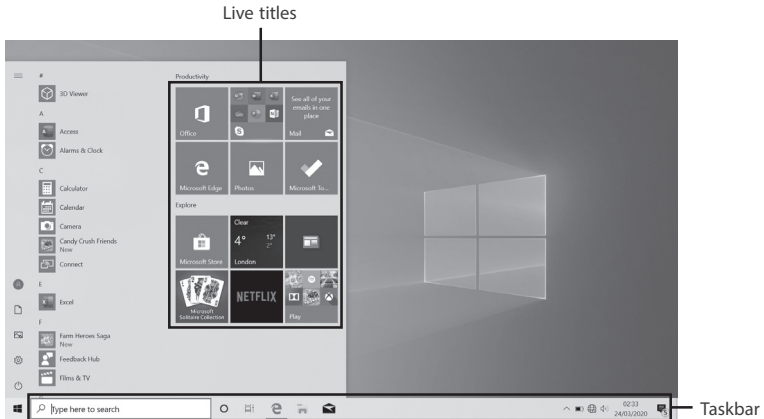 Live titles
Productivity
#
3D Viewer
A
Access
Alarms & Clock
C
Calculator
Calendar
Camera
Candy Crush Friends
Now
Connect
E
Excel
F
Farm Heroes Saga
Now
Feedback Hub
Films & TV
Office
See all of your
emails in one
place
Mail
Microsoft Edge
Photos
Microsoft To...
Explore
Microsoft Store
Clear
4°
13°
2°
London
Microsoft
Solitaire Collection
NETFLIX
Play
Type here to search
02:33
24/03/2020
Taskbar